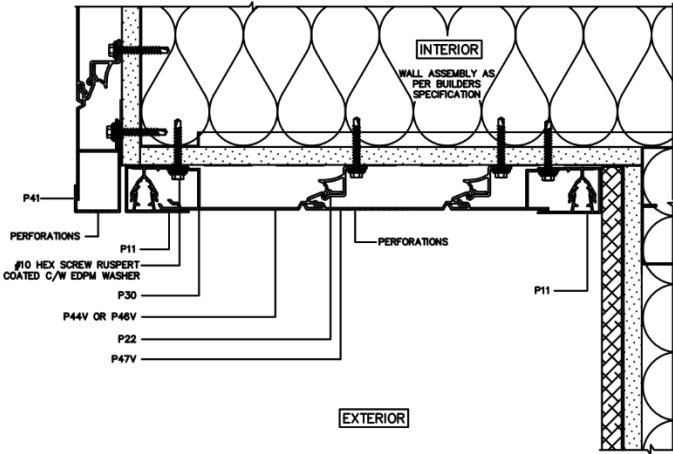 INTERIOR
WALL ASSEMBLY AS
PER BUILDERS
SPECIFICATION
P41
PERFORATIONS
P11
#10 HEX SCREW RUSPERT
COATED C/W EDPM WASHER
P30
P44V OR P46V
P22
P47V
PERFORATIONS
P11
EXTERIOR